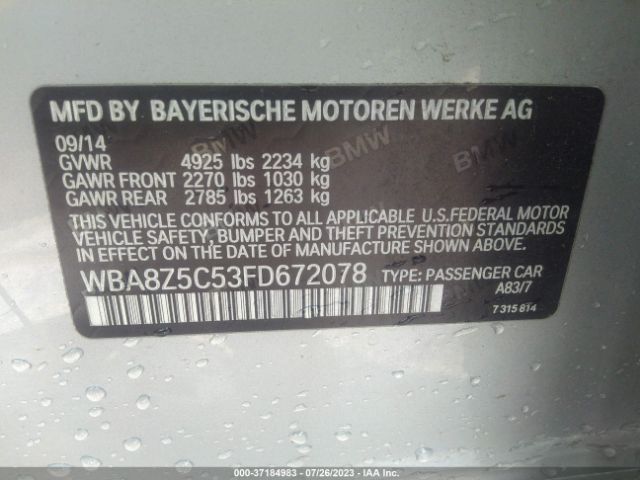 MFD BY BAYERISCHE MOTOREN WERKE AG
09/14
GVWR 4925 lbs 2234 kg
GAWR FRONT 2270 lbs 1030 kg
GAWR REAR 2785 lbs 1263 kg
THIS VEHICLE CONFORMS TO ALL APPLICABLE U.S.FEDERAL MOTOR
VEHICLE SAFETY, BUMPER AND THEFT PREVENTION
STANDARDS IN EFFECT ON THE DATE OF MANUFACTURE SHOWN ABOVE.
WBA8Z5C53FD672078 TYPE: PASSENGER CAR
A83/7
7 315 814
BMW
BMW
BMW
000-37184983 / 07/26/2023 - IAA Inc.